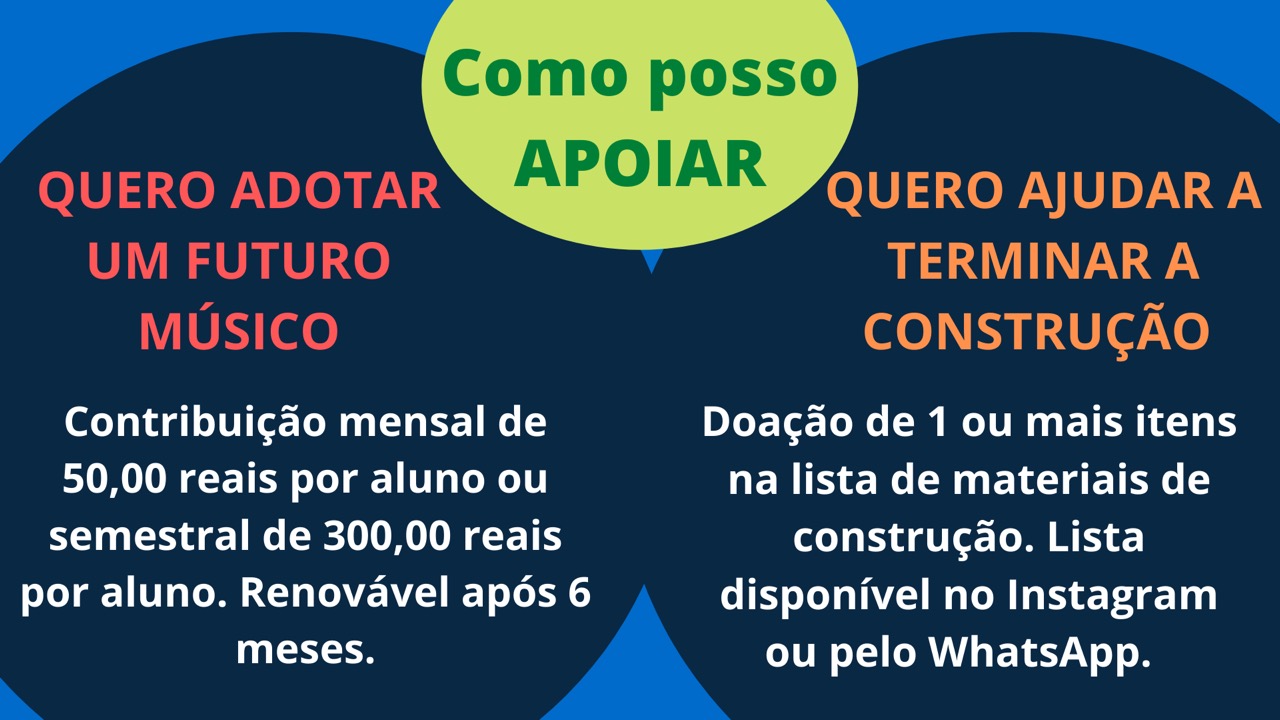 Como posso
APOIAR
QUERO ADOTAR
UM FUTURO
MÚSICO
Contribuição mensal de
50,00 reais por aluno ou
semestral de 300,00 reais
por aluno. Renovável após 6
meses.
QUERO AJUDAR A
TERMINAR A
CONSTRUÇÃO
Doação de 1 ou mais itens
na lista de materiais de
construção. Lista
disponível no Instagram
ou pelo WhatsApp.